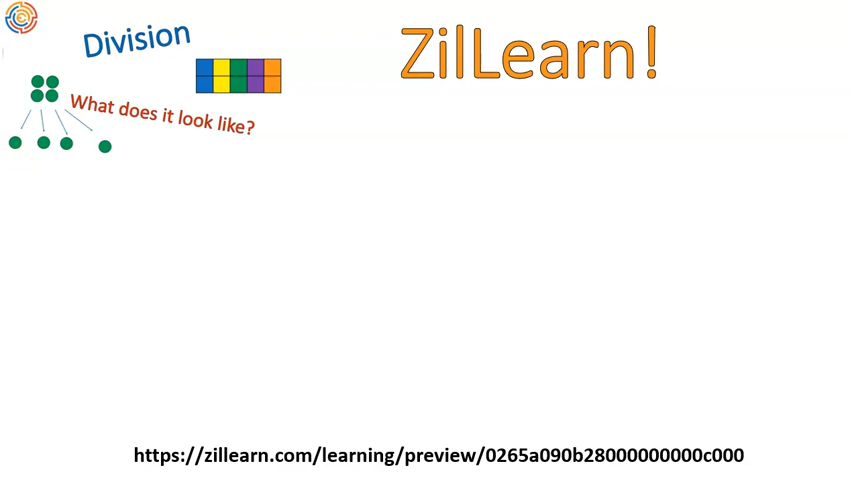 Division
ZilLearn!
What does it look like?
https://zillearn.com/learning/preview/0265a090b28000000000c000